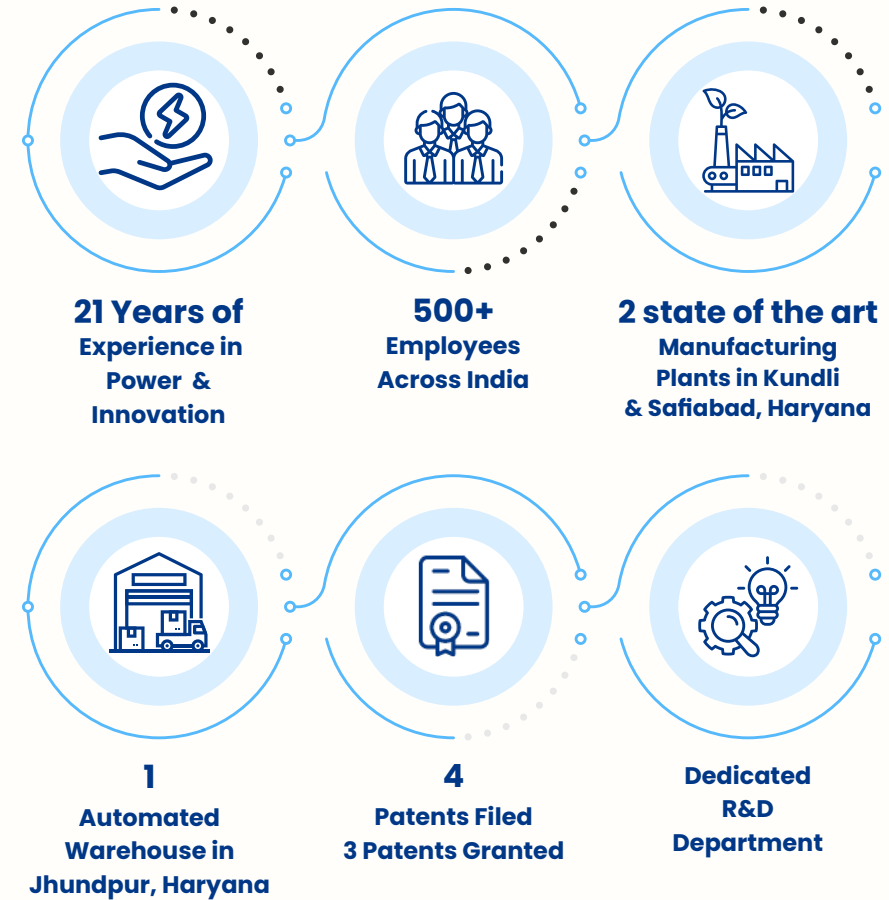 21 Years of
Experience in
Power &
Innovation
500+
Employees
Across India
2 state of the art
Manufacturing
Plants in Kundli
& Safiabad, Haryana
1
Automated
Warehouse in
Jhundpur, Haryana
4
Patents Filed
3 Patents Granted
Dedicated
R&D
Department